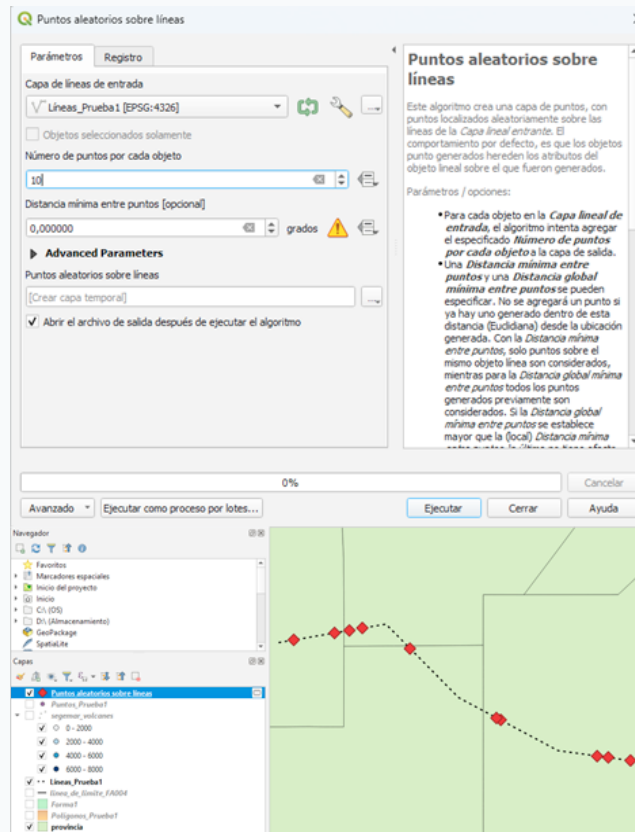 Puntos aleatorios sobre líneas
Parámetros
Registro
Capa de líneas de entrada
Líneas_Prueba1 [EPSG:4326]
Objetos seleccionados solamente
Número de puntos por cada objeto
10
Distancia mínima entre puntos [opcional]
0,000000
grados
Advanced Parameters
Puntos aleatorios sobre líneas
[Crear capa temporal]
Abrir el archivo de salida después de ejecutar el algoritmo
Puntos aleatorios sobre
líneas
Este algoritmo crea una capa de puntos, con
puntos localizados aleatoriamente sobre las
líneas de la Capa lineal entrante. El
comportamiento por defecto, es que los objetos
punto generados hereden los atributos del
objeto lineal sobre el que fueron generados.
Parámetros / opciones:
Para cada objeto en la Capa lineal de
entrada, el algoritmo intenta agregar
el especificado Número de puntos
por cada objeto a la capa de salida.
Una Distancia mínima entre
puntos y una Distancia global
mínima entre puntos se pueden
especificar. No se agregará un punto si
ya hay uno generado dentro de esta
distancia (Euclidiana) desde la ubicación
generada. Con la Distancia mínima
entre puntos, solo puntos sobre el
mismo objeto línea son considerados,
mientras para la Distancia global mínima
entre puntos todos los puntos
generados previamente son
considerados. Si la Distancia global
mínima entre puntos se establece
mayor que la (local) Distancia mínima
0%
Cancelar
Avanzado
Ejecutar como proceso por lotes...
Ejecutar
Cerrar
Ayuda
Navegador
Favoritos
Marcadores espaciales
Inicio del proyecto
Inicio
C:\ (OS)
D:\ (Almacenamiento)
GeoPackage
SpatiaLite
Capas
Puntos aleatorios sobre líneas
Puntos_Prueba1
segemar_volcanes
0 - 2000
2000 - 4000
4000 - 6000
6000 - 8000
Líneas_Prueba1
linea_de_limite_FA004
Forma1
Polígonos_Prueba1
provincia